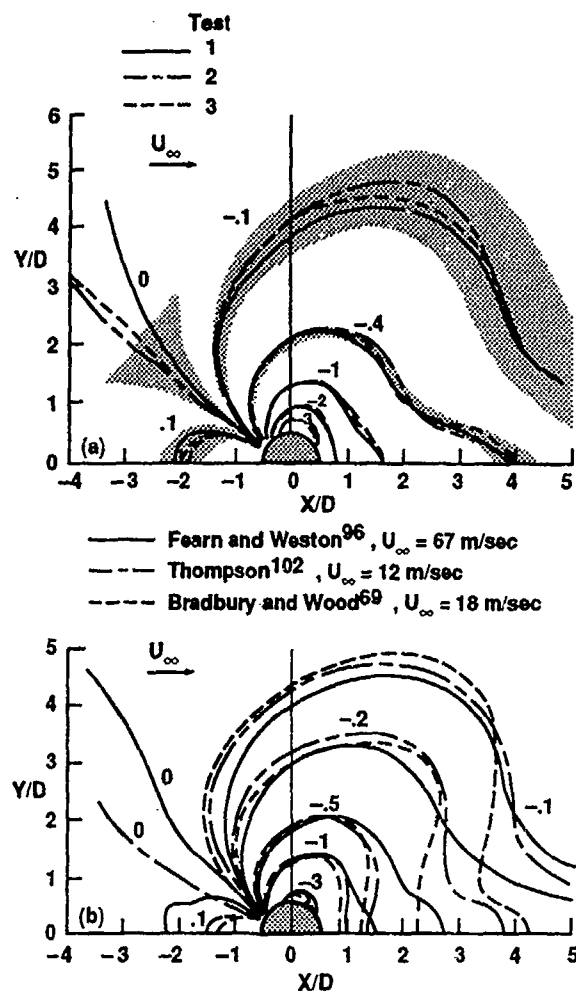 Test
1
2
3
6
5
4
Y/D
3
2
1
0
U∞
-.1
0
-.4
-1
-2
-3
.1
(a)
-4 -3 -2 -1 0 1 2 3 4 5
X/D
Fearn and Weston96 , U∞ = 67 m/sec
Thompson102 , U∞ = 12 m/sec
Bradbury and Wood69 , U∞ = 18 m/sec
5
4
3
Y/D
2
1
0
U∞
0
0
-.2
-.1
-.5
-1
-3
.1
(b)
-4 -3 -2 -1 0 1 2 3 4 5
X/D